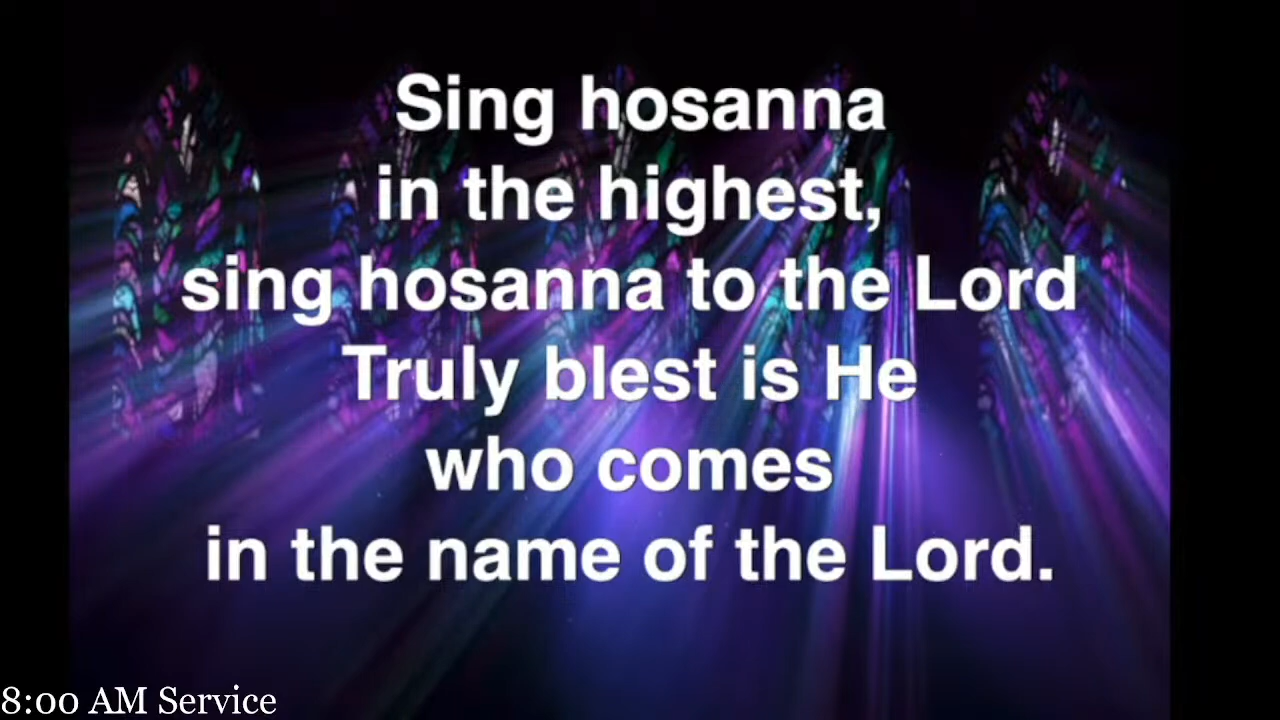 Sing hosanna
in the highest,
sing hosanna to the Lord
Truly blest is He
who comes
in the name of the Lord.
8:00 AM Service